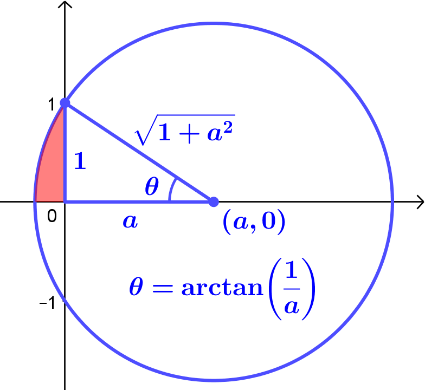 1
√(1 + a²)
1
θ
0
a
(a, 0)
θ = arctan(1/a)
-1